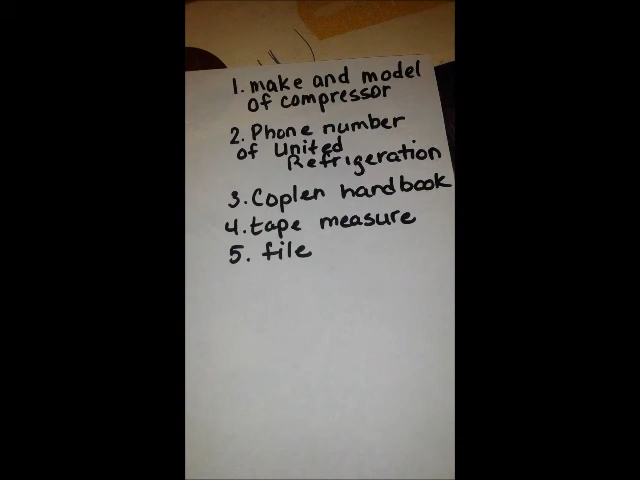 1. make and model
of compressor
2. Phone number
of United
Refrigeration
3. Coplen handbook
4. tape measure
5. file